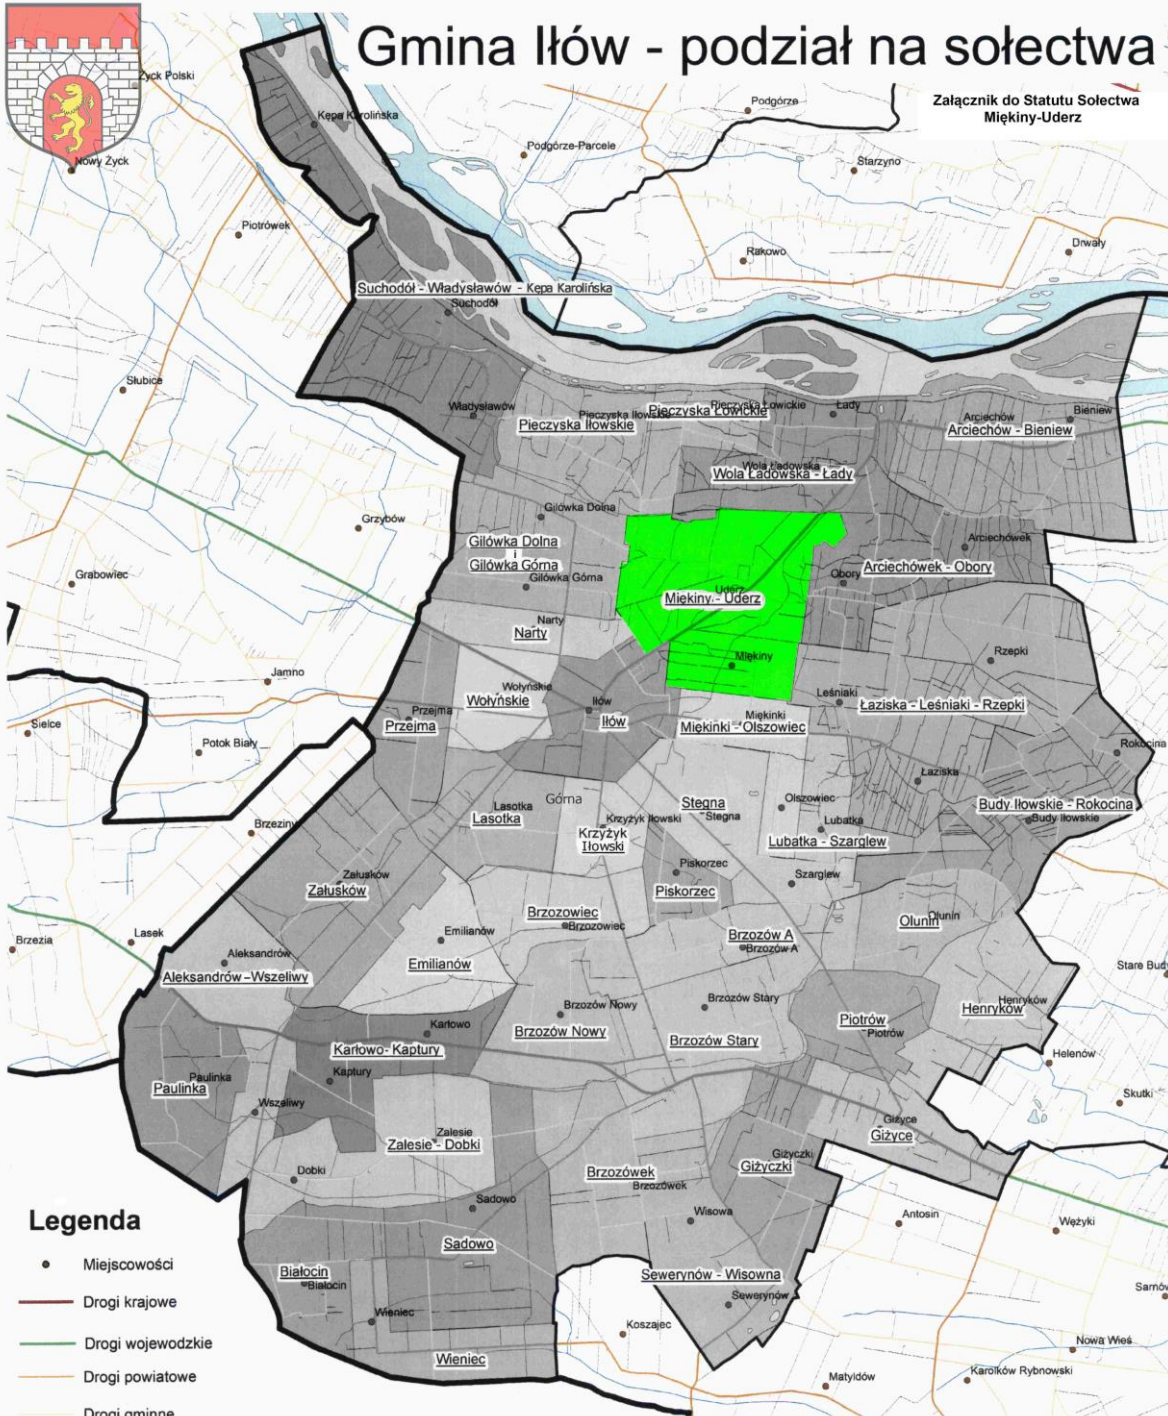 Gmina Iłów - podział na sołectwa
Załącznik do Statutu Sołectwa
Miękiny-Uderz
Życk Polski
Nowy Życk
Kępa Karolińska
Podgórze
Podgórze-Parcele
Starzyno
Piotrówek
Rakowo
Drwały
Suchodół - Władysławów - Kępa Karolińska
Suchodół
Słubice
Władysławów
Pieczyska Iłowskie
Pieczyska Iłowskie
Pieczyska Łowickie
Pieczyska Łowickie
Łady
Arciechów
Bieniew
Arciechów - Bieniew
Wola Ładowska
Wola Ładowska - Łady
Gilówka Dolna
Grzybów
Gilówka Dolna
i
Gilówka Górna
Gilówka Górna
Arciechówek
Arciechówek - Obory
Obory
Grabowiec
Uderz
Miękiny - Uderz
Narty
Narty
Miękiny
Rzepki
Jamno
Wołyńskie
Wołyńskie
Leśniaki
Łaziska - Leśniaki - Rzepki
Iłów
Iłów
Przejma
Przejma
Miękinki
Miękinki - Olszowiec
Sielce
Potok Biały
Rokocina
Łaziska
Górna
Lasotka
Lasotka
Stegna
Stegna
Olszowiec
Budy Iłowskie - Rokocina
Budy Iłowskie
Brzeziny
Krzyżyk Iłowski
Krzyżyk
Iłowski
Lubatka
Lubatka - Szarglew
Piskorzec
Piskorzec
Załusków
Załusków
Szarglew
Brzozowiec
Brzozowiec
Olunin
Olunin
Brzezia
Lasek
Emilianów
Emilianów
Brzozów A
Brzozów A
Aleksandrów
Aleksandrów - Wszeliwy
Stare Budy
Brzozów Nowy
Brzozów Nowy
Brzozów Stary
Brzozów Stary
Henryków
Henryków
Piotrów
Piotrów
Karłowo
Karłowo - Kaptury
Helenów
Kaptury
Paulinka
Paulinka
Skutki
Wszeliwy
Giżyce
Giżyce
Zalesie
Zalesie - Dobki
Giżyczki
Giżyczki
Dobki
Brzozówek
Brzozówek
Sadowo
Sadowo
Wisowa
Antosin
Wężyki
Legenda
Miejscowości
Drogi krajowe
Drogi wojewodzkie
Drogi powiatowe
Drogi gminne
Białocin
Białocin
Sewerynów - Wisowna
Sewerynów
Wieniec
Wieniec
Koszajec
Nowa Wieś
Matyldów
Karolków Rybnowski